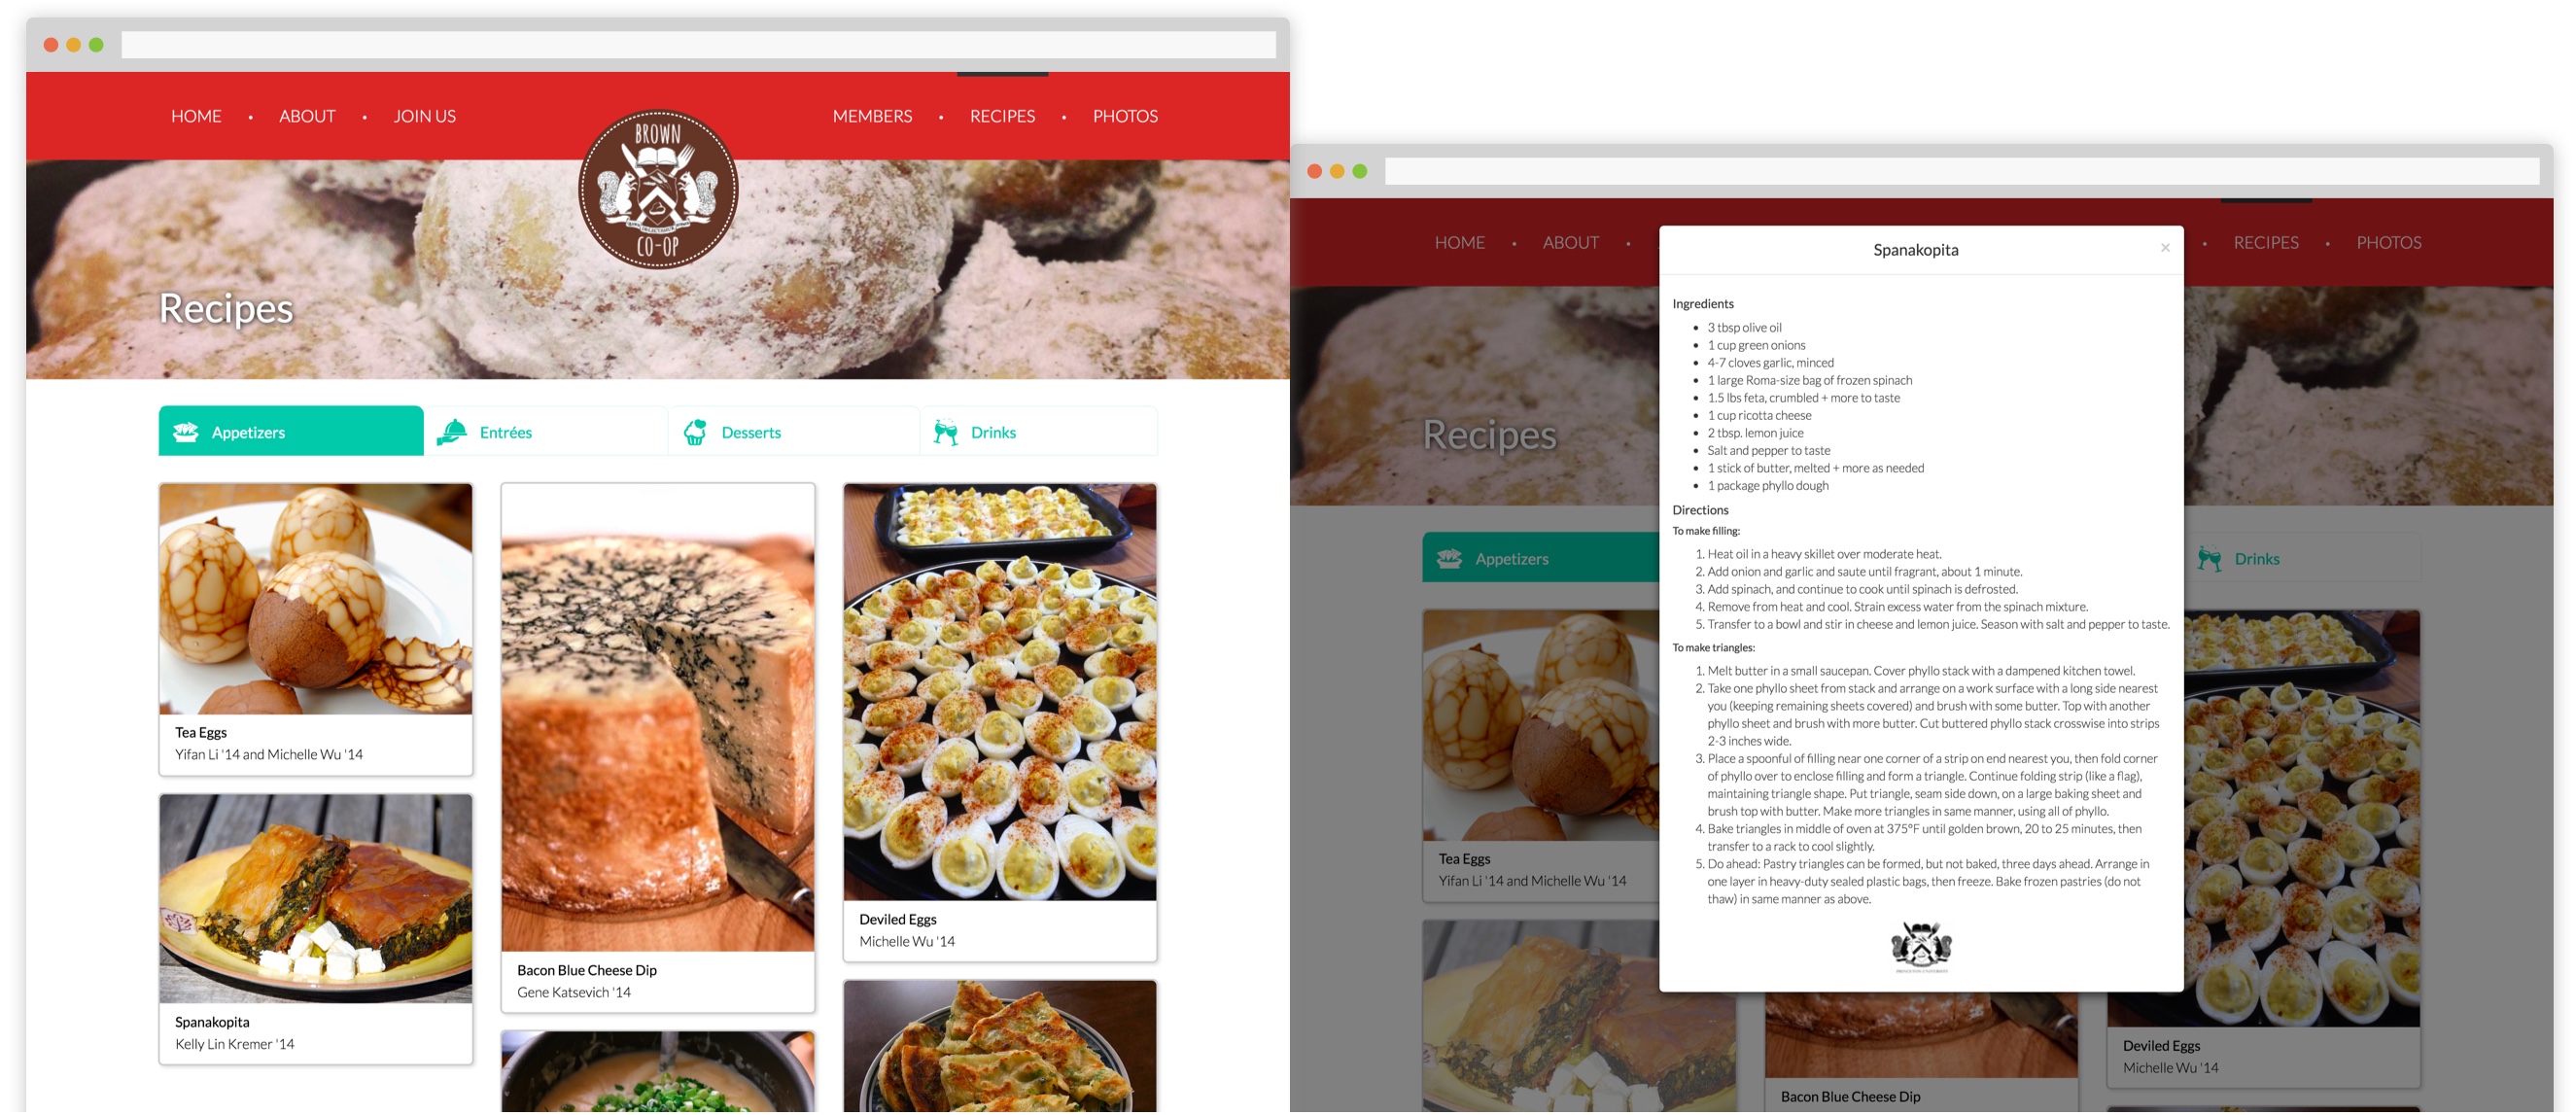 HOME • ABOUT • JOIN US
BROWN
CO-OP
MEMBERS • RECIPES • PHOTOS
Recipes
Appetizers
Entrées
Desserts
Drinks
Tea Eggs
Yifan Li '14 and Michelle Wu '14
Spanakopita
Kelly Lin Kremer '14
Bacon Blue Cheese Dip
Gene Katsevich '14
Deviled Eggs
Michelle Wu '14
HOME • ABOUT •
• RECIPES • PHOTOS
Recipes
Appetizers
Drinks
Tea Eggs
Yifan Li '14 and Michelle Wu '14
Bacon Blue Cheese Dip
Deviled Eggs
Michelle Wu '14
Spanakopita
×
Ingredients
• 3 tbsp olive oil
• 1 cup green onions
• 4-7 cloves garlic, minced
• 1 large Roma-size bag of frozen spinach
• 1.5 lbs feta, crumbled + more to taste
• 1 cup ricotta cheese
• 2 tbsp. lemon juice
• Salt and pepper to taste
• 1 stick of butter, melted + more as needed
• 1 package phyllo dough
Directions
To make filling:
1. Heat oil in a heavy skillet over moderate heat.
2. Add onion and garlic and saute until fragrant, about 1 minute.
3. Add spinach, and continue to cook until spinach is defrosted.
4. Remove from heat and cool. Strain excess water from the spinach mixture.
5. Transfer to a bowl and stir in cheese and lemon juice. Season with salt and pepper to taste.
To make triangles:
1. Melt butter in a small saucepan. Cover phyllo stack with a dampened kitchen towel.
2. Take one phyllo sheet from stack and arrange on a work surface with a long side nearest
you (keeping remaining sheets covered) and brush with some butter. Top with another
phyllo sheet and brush with more butter. Cut buttered phyllo stack crosswise into strips
2-3 inches wide.
3. Place a spoonful of filling near one corner of a strip on end nearest you, then fold corner
of phyllo over to enclose filling and form a triangle. Continue folding strip (like a flag),
maintaining triangle shape. Put triangle, seam side down, on a large baking sheet and
brush top with butter. Make more triangles in same manner, using all of phyllo.
4. Bake triangles in middle of oven at 375°F until golden brown, 20 to 25 minutes, then
transfer to a rack to cool slightly.
5. Do ahead: Pastry triangles can be formed, but not baked, three days ahead. Arrange in
one layer in heavy-duty sealed plastic bags, then freeze. Bake frozen pastries (do not
thaw) in same manner as above.
PRINCETON UNIVERSITY